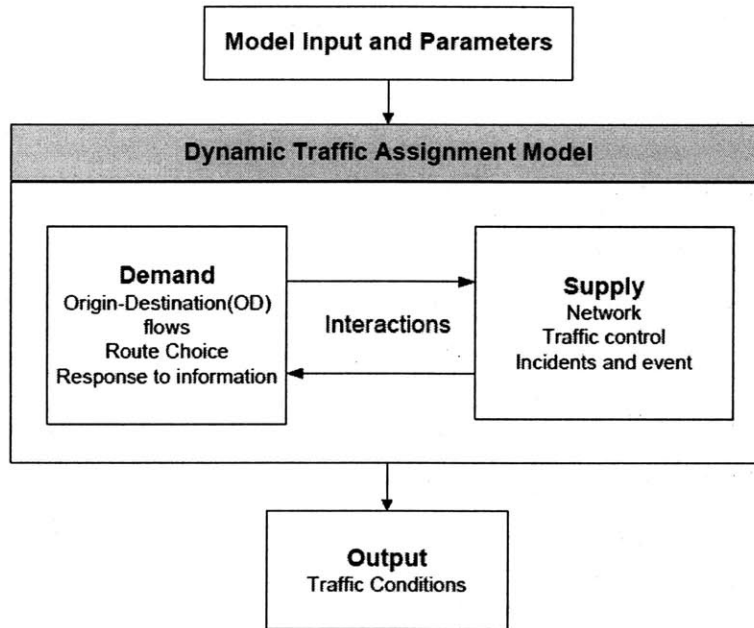 Model Input and Parameters
Dynamic Traffic Assignment Model
Demand
Origin-Destination(OD)
flows
Route Choice
Response to information
Interactions
Supply
Network
Traffic control
Incidents and event
Output
Traffic Conditions